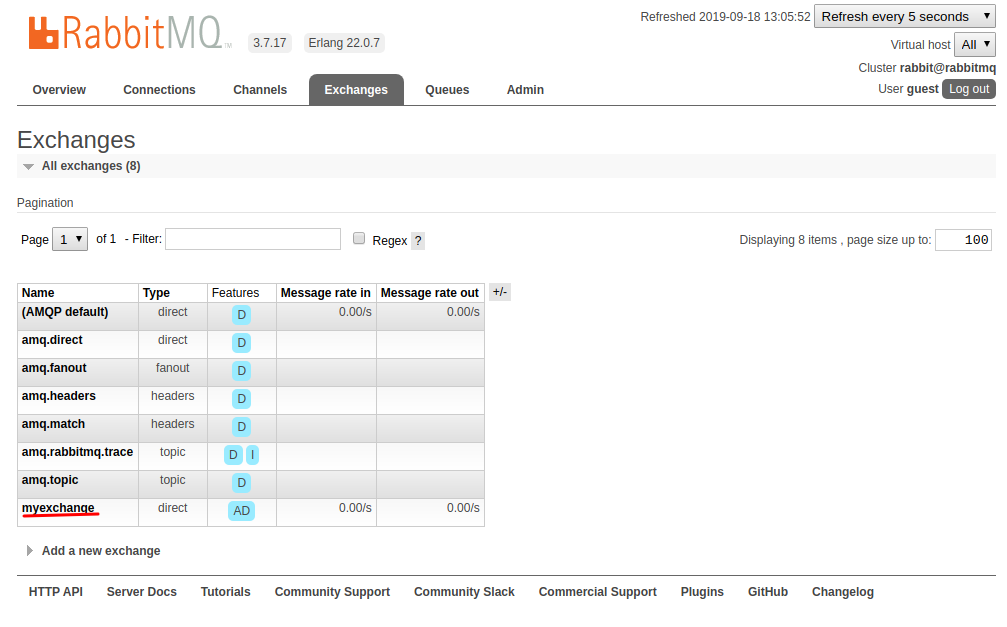 RabbitMQ TM 3.7.17 Erlang 22.0.7
Refreshed 2019-09-18 13:05:52 Refresh every 5 seconds
Virtual host All
Cluster rabbit@rabbitmq
User guest Log out
Overview Connections Channels Exchanges Queues Admin
Exchanges
All exchanges (8)
Pagination
Page 1 of 1 - Filter: Regex ? Displaying 8 items , page size up to: 100
Name Type Features Message rate in Message rate out +/-
(AMQP default) direct D 0.00/s 0.00/s
amq.direct direct D
amq.fanout fanout D
amq.headers headers D
amq.match headers D
amq.rabbitmq.trace topic D I
amq.topic topic D
myexchange direct AD 0.00/s 0.00/s
Add a new exchange
HTTP API Server Docs Tutorials Community Support Community Slack Commercial Support Plugins GitHub Changelog